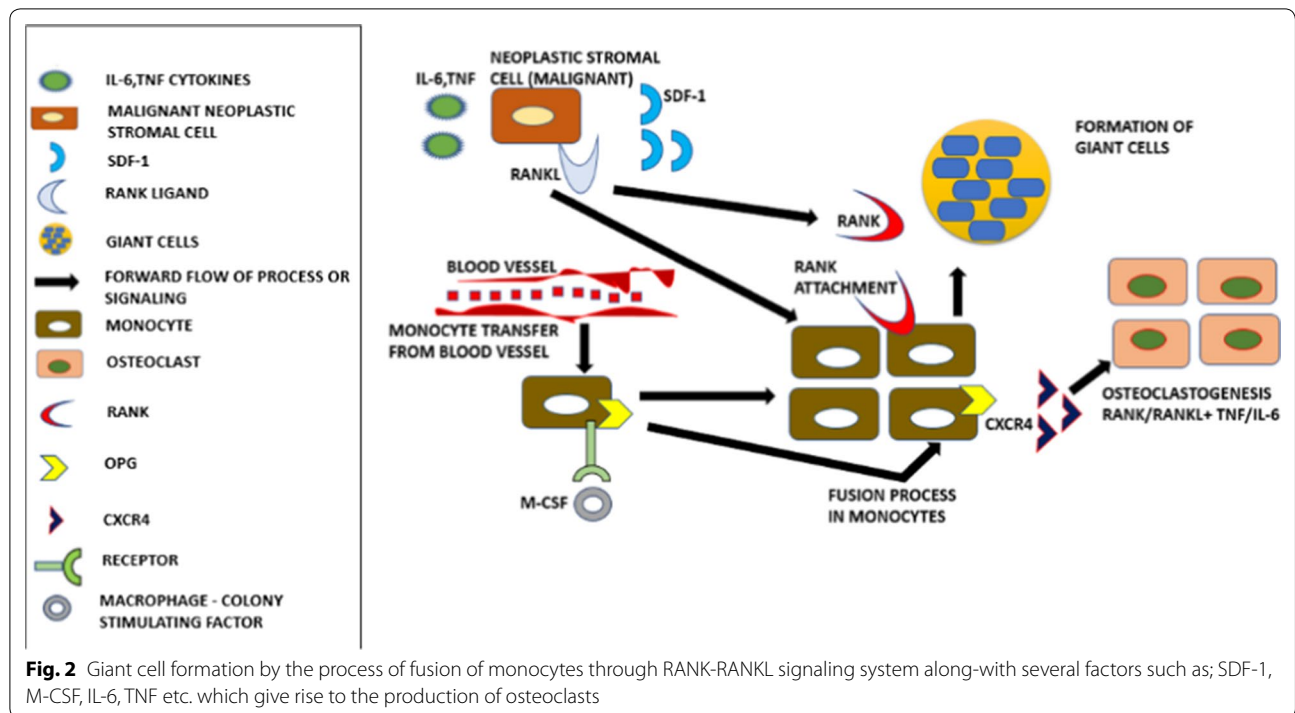 IL-6,TNF CYTOKINES
MALIGNANT NEOPLASTIC
STROMAL CELL
SDF-1
RANK LIGAND
GIANT CELLS
FORWARD FLOW OF PROCESS OR
SIGNALING
MONOCYTE
OSTEOCLAST
RANK
OPG
CXCR4
RECEPTOR
MACROPHAGE - COLONY
STIMULATING FACTOR
NEOPLASTIC STROMAL
CELL (MALIGNANT)
IL-6,TNF
SDF-1
RANKL
FORMATION OF
GIANT CELLS
RANK
BLOOD VESSEL
RANK
ATTACHMENT
MONOCYTE TRANSFER
FROM BLOOD VESSEL
M-CSF
FUSION PROCESS
IN MONOCYTES
CXCR4
OSTEOCLASTOGENESIS
RANK/RANKL+ TNF/IL-6
Fig. 2 Giant cell formation by the process of fusion of monocytes through RANK-RANKL signaling system along-with several factors such as; SDF-1,
M-CSF, IL-6, TNF etc. which give rise to the production of osteoclasts